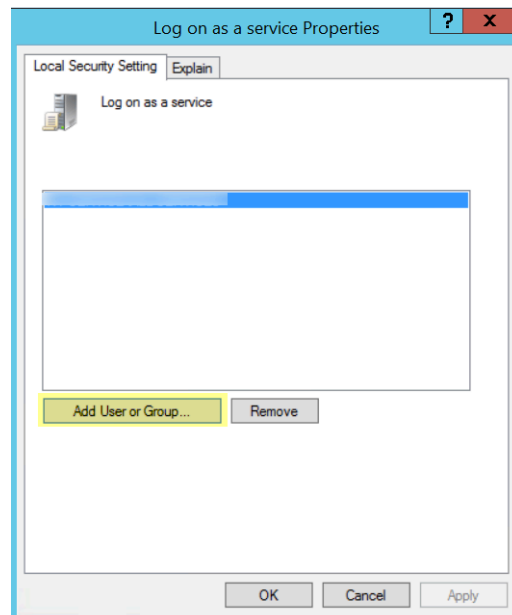 Log on as a service Properties
? X
Local Security Setting Explain
Log on as a service
Add User or Group...
Remove
OK Cancel Apply